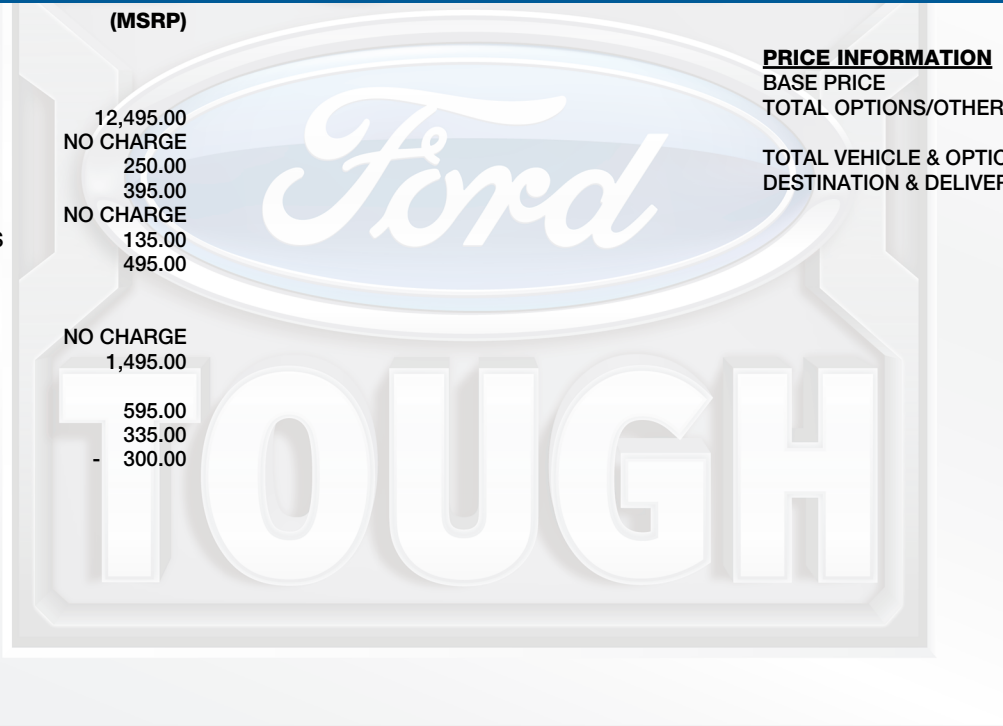 (MSRP)
12,495.00
NO CHARGE
250.00
395.00
NO CHARGE
S
135.00
495.00
NO CHARGE
1,495.00
595.00
335.00
- 300.00
PRICE INFORMATION
BASE PRICE
TOTAL OPTIONS/OTHER
TOTAL VEHICLE & OPTIO
DESTINATION & DELIVER
Ford
TOUGH